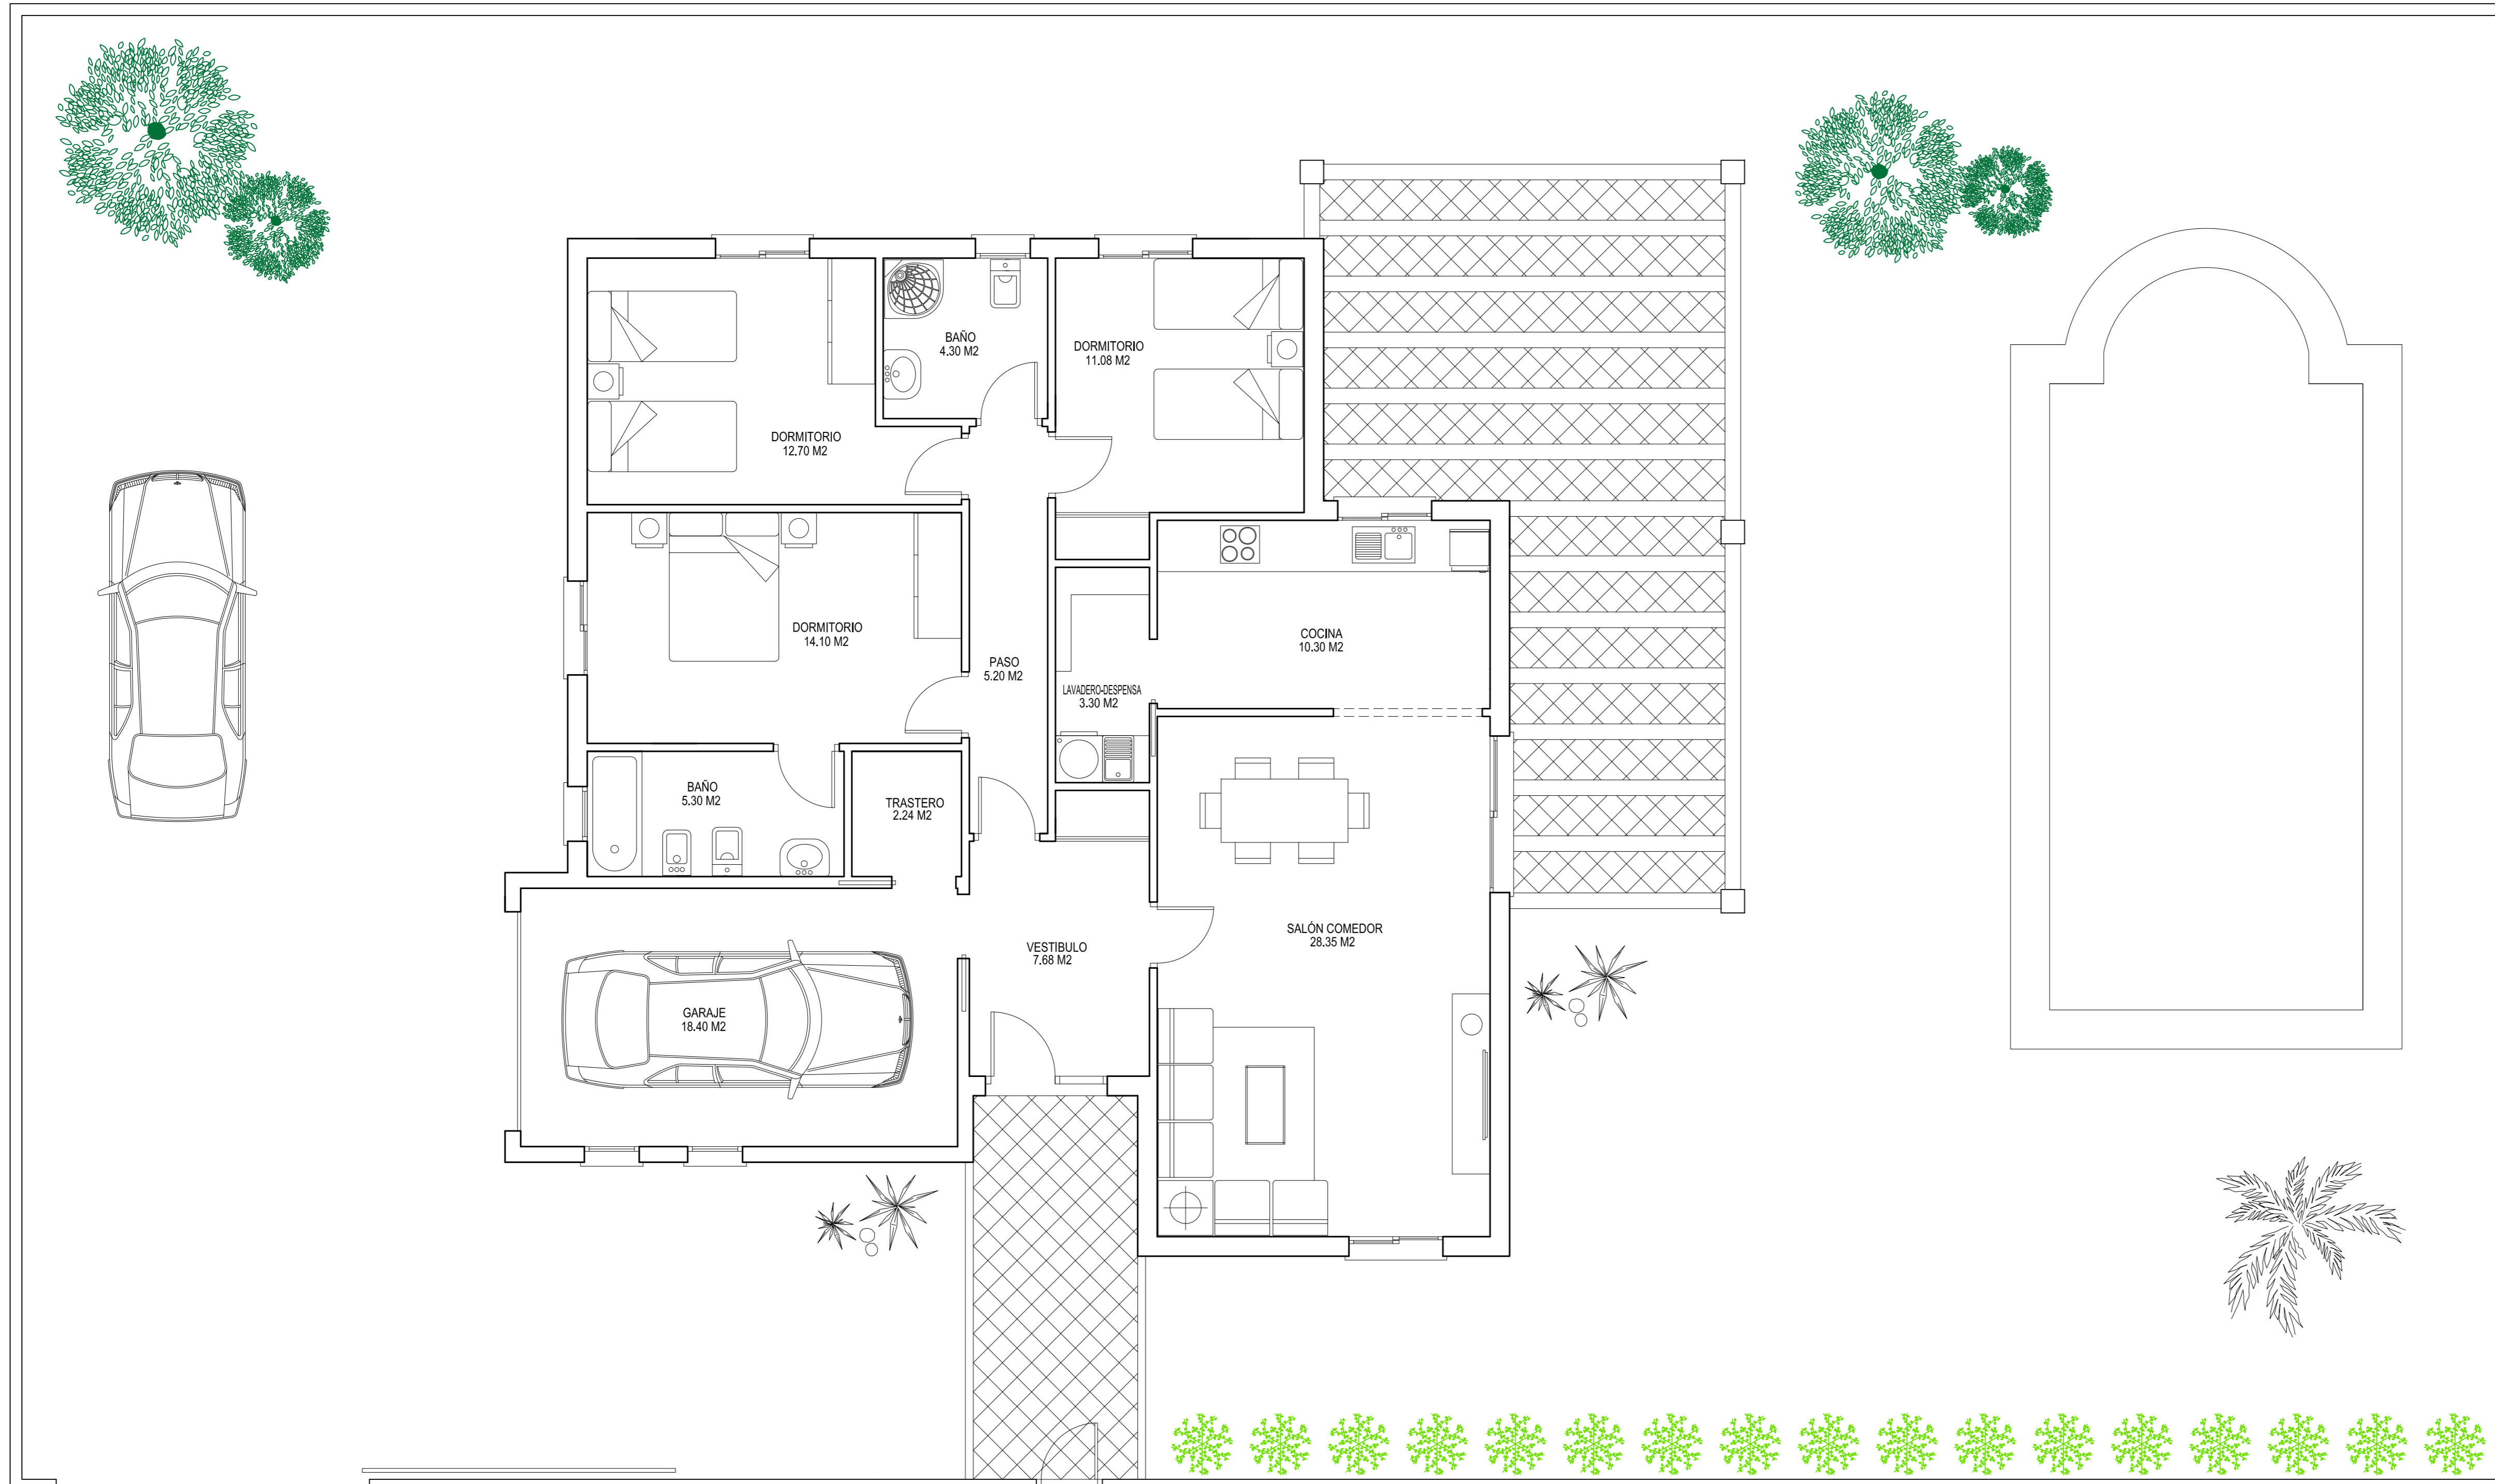 BAÑO
4.30 M2
DORMITORIO
11.08 M2
DORMITORIO
12.70 M2
DORMITORIO
14.10 M2
COCINA
10.30 M2
PASO
5.20 M2
LAVADERO-DESPENSA
3.30 M2
BAÑO
5.30 M2
TRASTERO
2.24 M2
SALÓN COMEDOR
28.35 M2
VESTIBULO
7.68 M2
GARAJE
18.40 M2